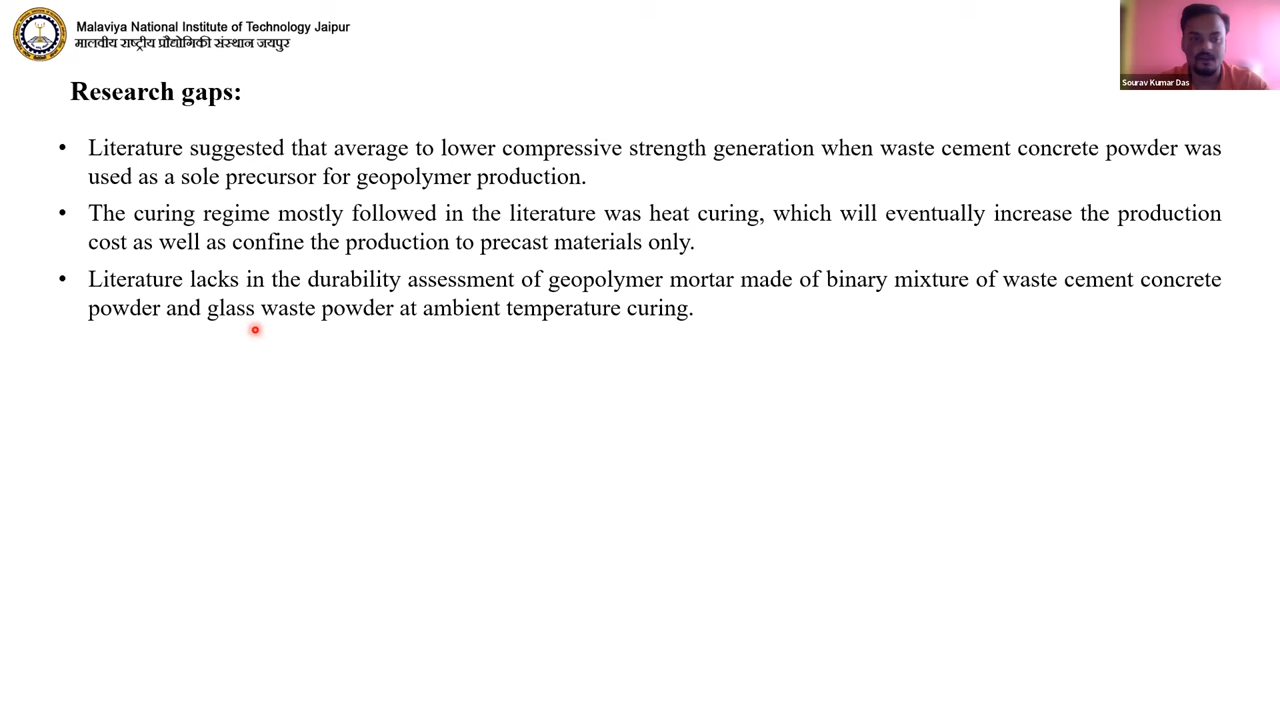 Malaviya National Institute of Technology Jaipur
मालवीय राष्ट्रीय प्रौद्योगिकी संस्थान जयपुर
Sourav Kumar Das
Research gaps:
• Literature suggested that average to lower compressive strength generation when waste cement concrete powder was
used as a sole precursor for geopolymer production.
• The curing regime mostly followed in the literature was heat curing, which will eventually increase the production
cost as well as confine the production to precast materials only.
• Literature lacks in the durability assessment of geopolymer mortar made of binary mixture of waste cement concrete
powder and glass waste powder at ambient temperature curing.